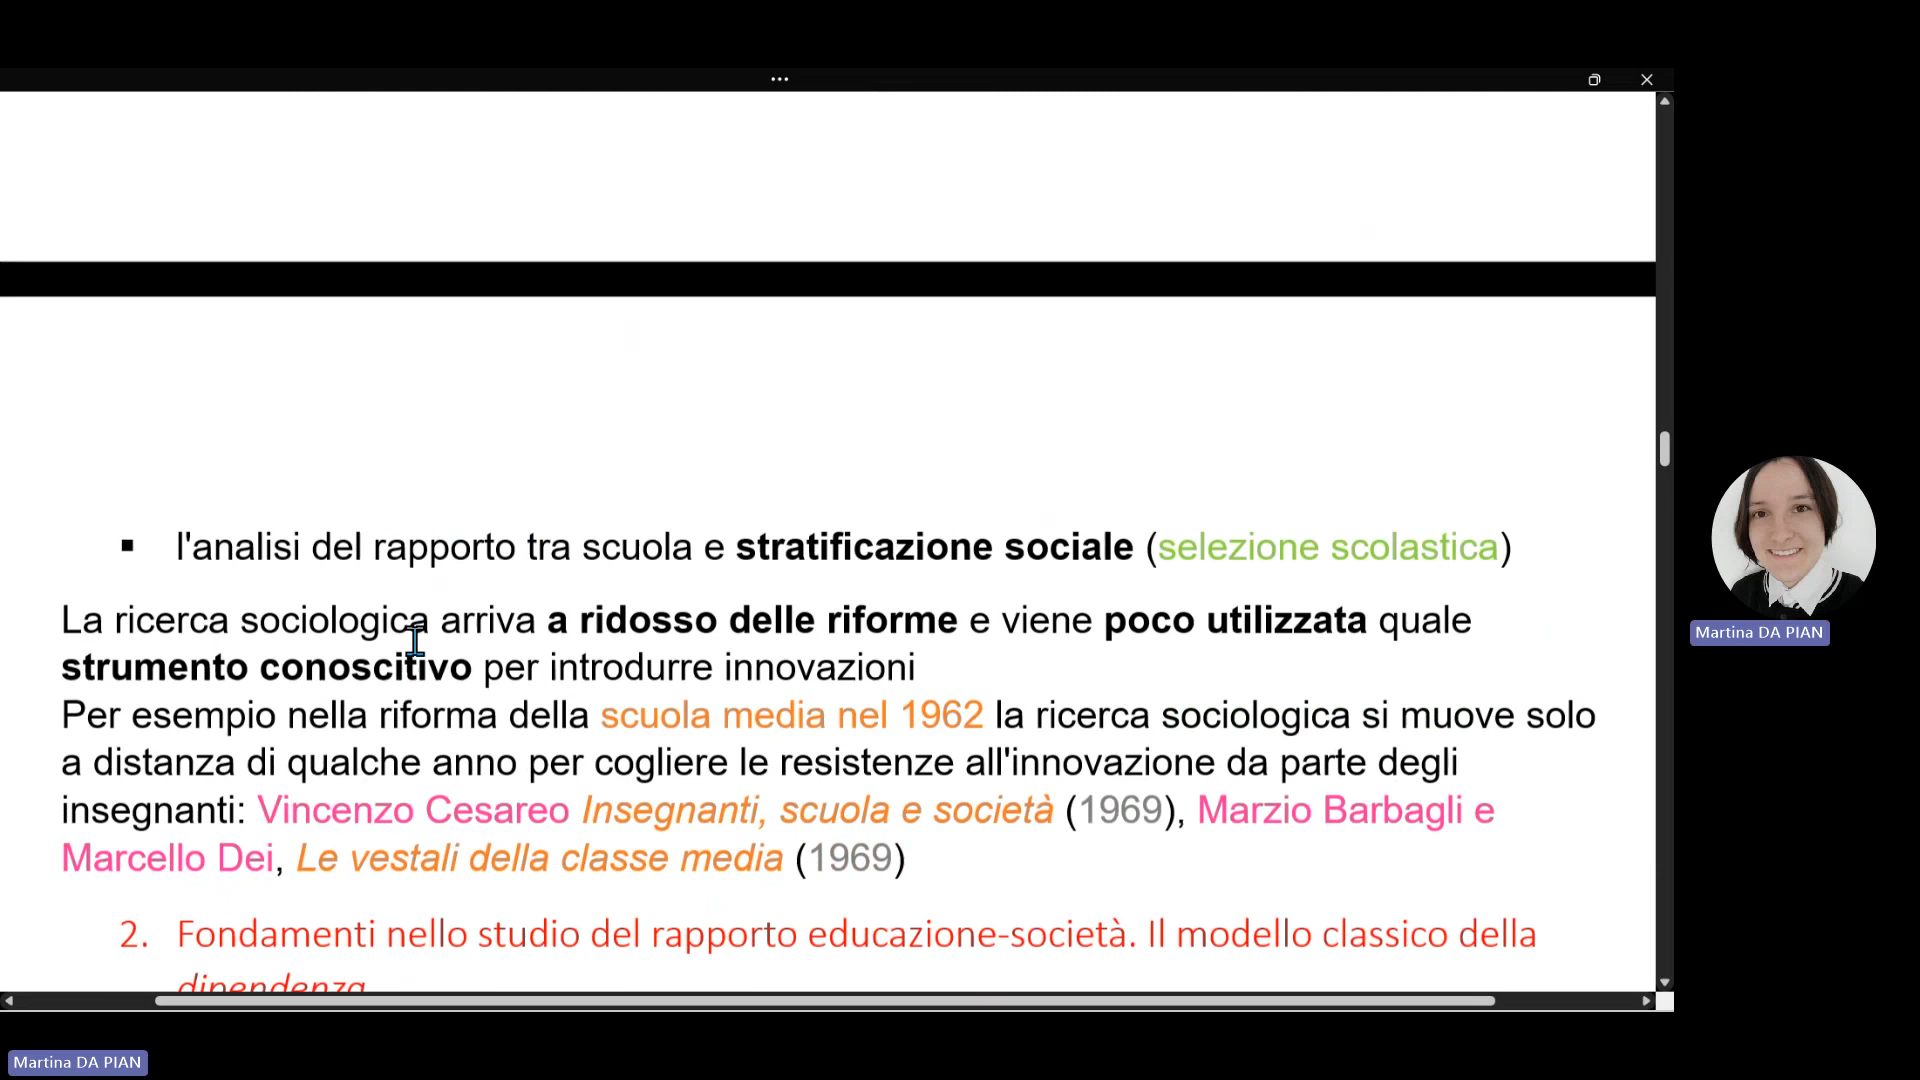 ▪ l'analisi del rapporto tra scuola e stratificazione sociale (selezione scolastica)
La ricerca sociologica arriva a ridosso delle riforme e viene poco utilizzata quale
strumento conoscitivo per introdurre innovazioni
Per esempio nella riforma della scuola media nel 1962 la ricerca sociologica si muove solo
a distanza di qualche anno per cogliere le resistenze all'innovazione da parte degli
insegnanti: Vincenzo Cesareo Insegnanti, scuola e società (1969), Marzio Barbagli e
Marcello Dei, Le vestali della classe media (1969)
2. Fondamenti nello studio del rapporto educazione-società. Il modello classico della
dipendenza
Martina DA PIAN
Martina DA PIAN